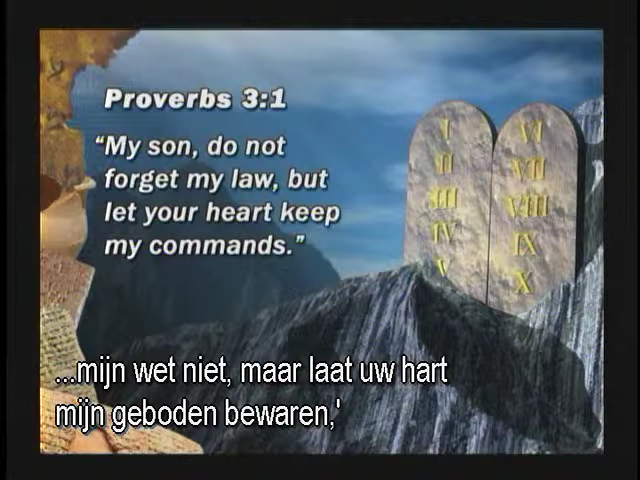 Proverbs 3:1
“My son, do not
forget my law, but
let your heart keep
my commands.”
I
II
III
IV
V
VI
VII
VIII
IX
X
...mijn wet niet, maar laat uw hart
mijn geboden bewaren,'